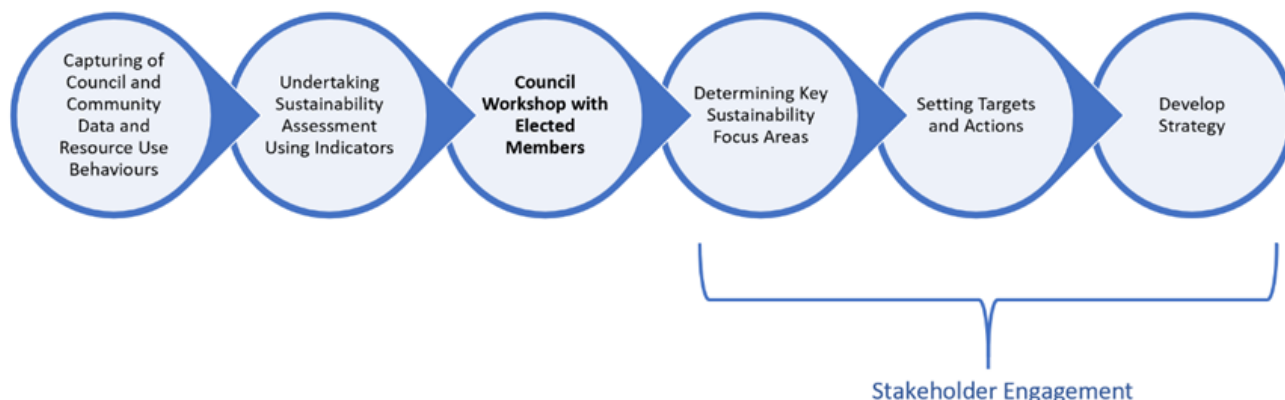 Capturing of
Council and
Community
Data and
Resource Use
Behaviours
Undertaking
Sustainability
Assessment
Using Indicators
Council
Workshop with
Elected
Members
Determining Key
Sustainability
Focus Areas
Setting Targets
and Actions
Develop
Strategy
Stakeholder Engagement